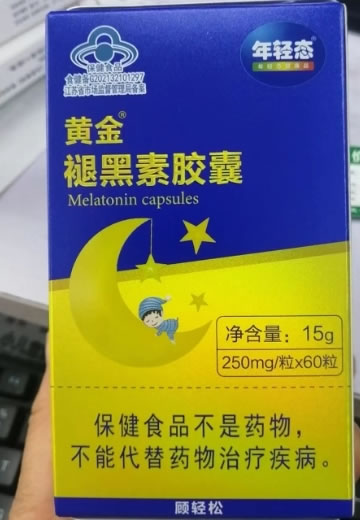 保健食品
食健备G202132101297
江苏省市场监督管理局备案
年轻态
黄金®
褪黑素胶囊
Melatonin capsules
净含量：15g
250mg/粒x60粒
保健食品不是药物，
不能代替药物治疗疾病。
顾轻松